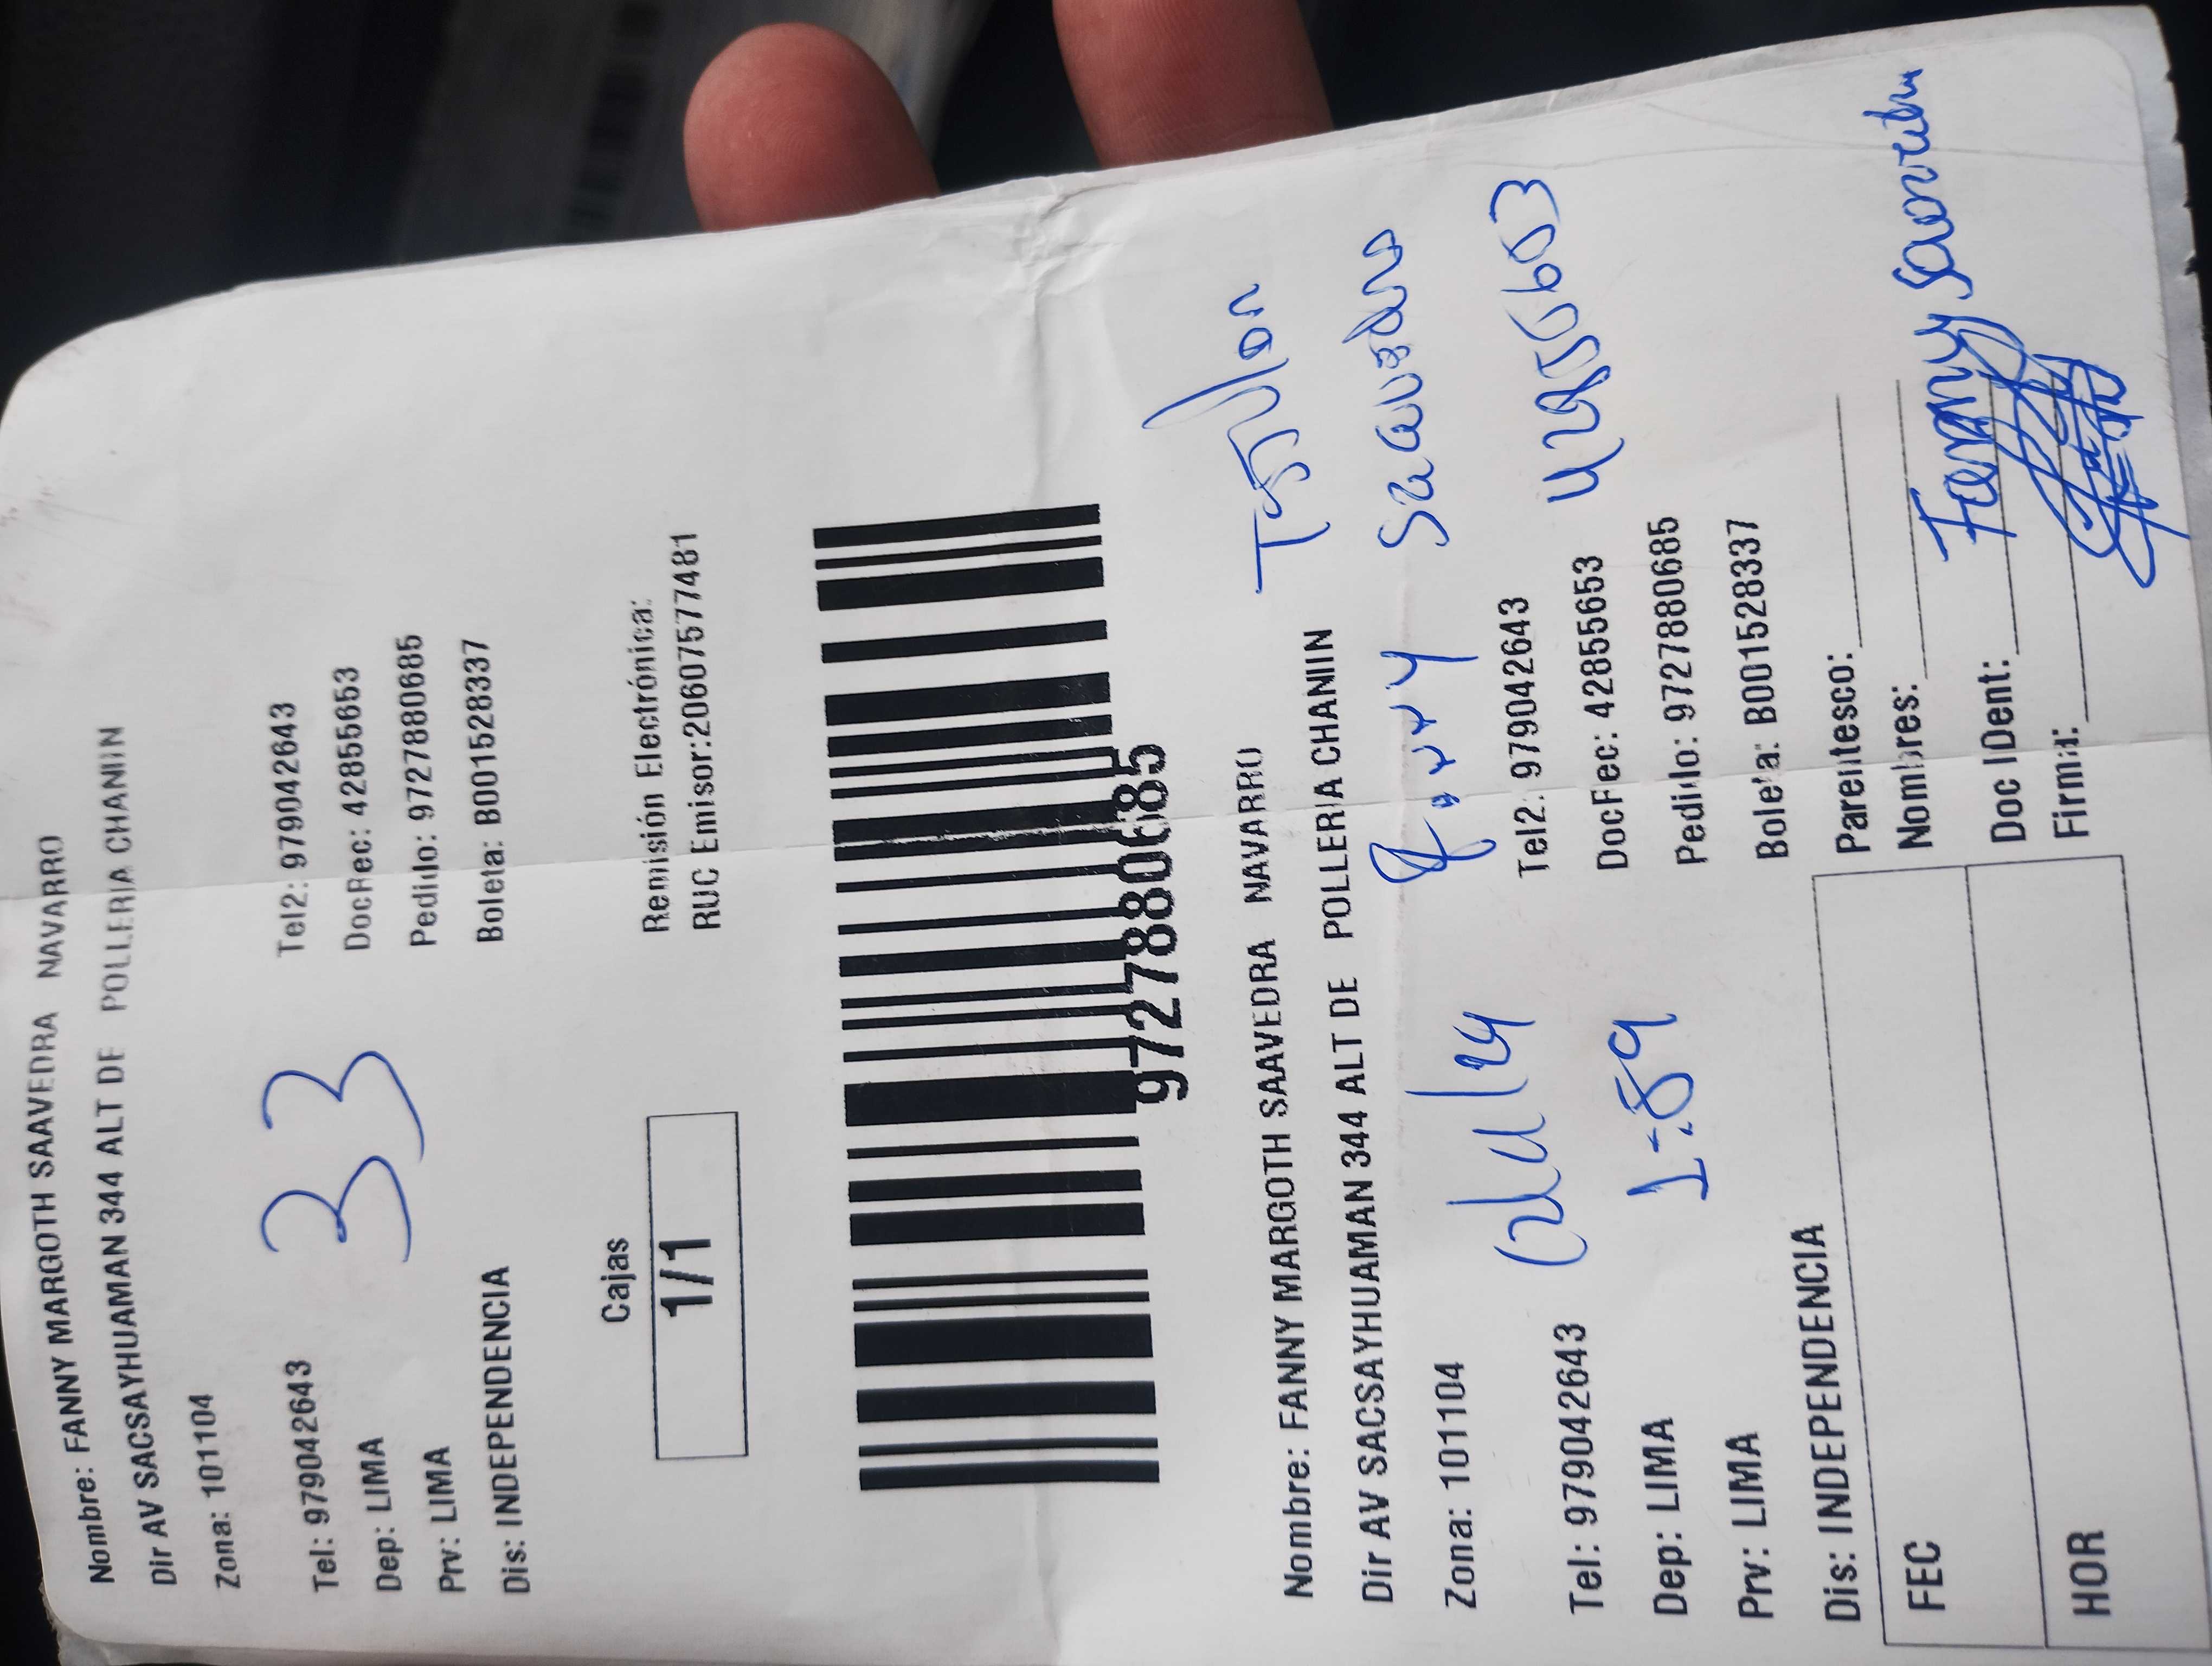 Nombre: FANNY MARGOTH SAAVEDRA NAVARRO
Dir AV SACSAYHUAMAN 344 ALT DE POLLERIA CHANIN
Zona: 101104
33
Tel: 979042643 Tel2: 979042643
Dep: LIMA DocRec: 42855653
Prv: LIMA Pedido: 9727880685
Dis: INDEPENDENCIA Boleta: B001528337
Cajas
1/1
Remisión Electrónica:
RUC Emisor:20607577481
9727880685
Nombre: FANNY MARGOTH SAAVEDRA NAVARRO
Dir AV SACSAYHUAMAN 344 ALT DE POLLERIA CHANIN
Zona: 101104
Saavedra
Tel: 979042643 Tel2: 979042643
42855653
Dep: LIMA DocRec: 42855653
1:59
Prv: LIMA Pedido: 9727880685
Dis: INDEPENDENCIA Boleta: B001528337
FEC
HOR
Parentesco:
Nombres:
Fanny Saavedra
Doc IDent:
Firma: